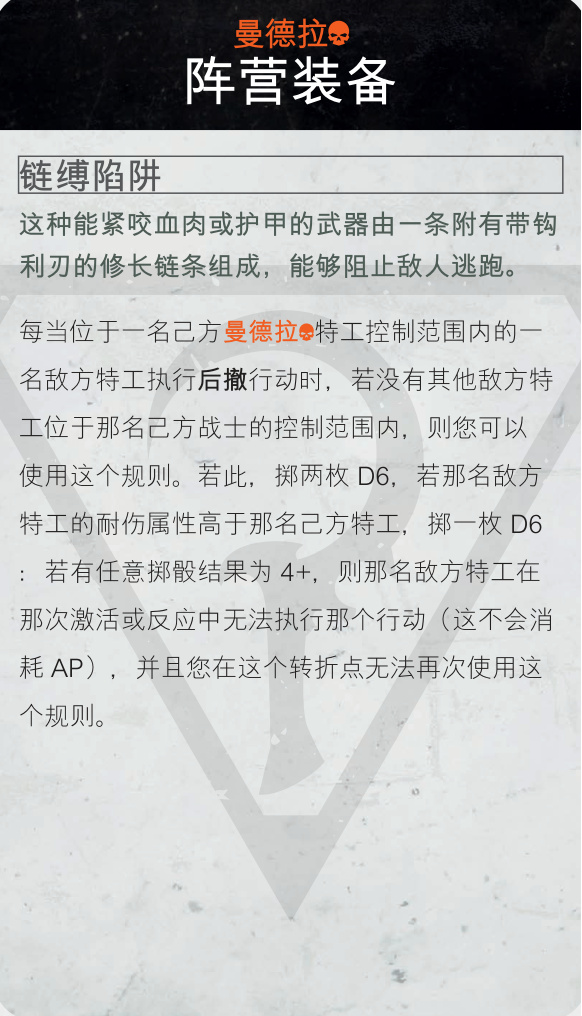 曼德拉
阵营装备
链缚陷阱
这种能紧咬血肉或护甲的武器由一条附有带钩
利刃的修长链条组成，能够阻止敌人逃跑。
每当位于一名己方曼德拉特工控制范围内的一
名敌方特工执行后撤行动时，若没有其他敌方特
工位于那名己方战士的控制范围内，则您可以
使用这个规则。若此，掷两枚 D6，若那名敌方
特工的耐伤属性高于那名己方特工，掷一枚 D6
：若有任意掷骰结果为 4+，则那名敌方特工在
那次激活或反应中无法执行那个行动（这不会消
耗 AP），并且您在这个转折点无法再次使用这
个规则。